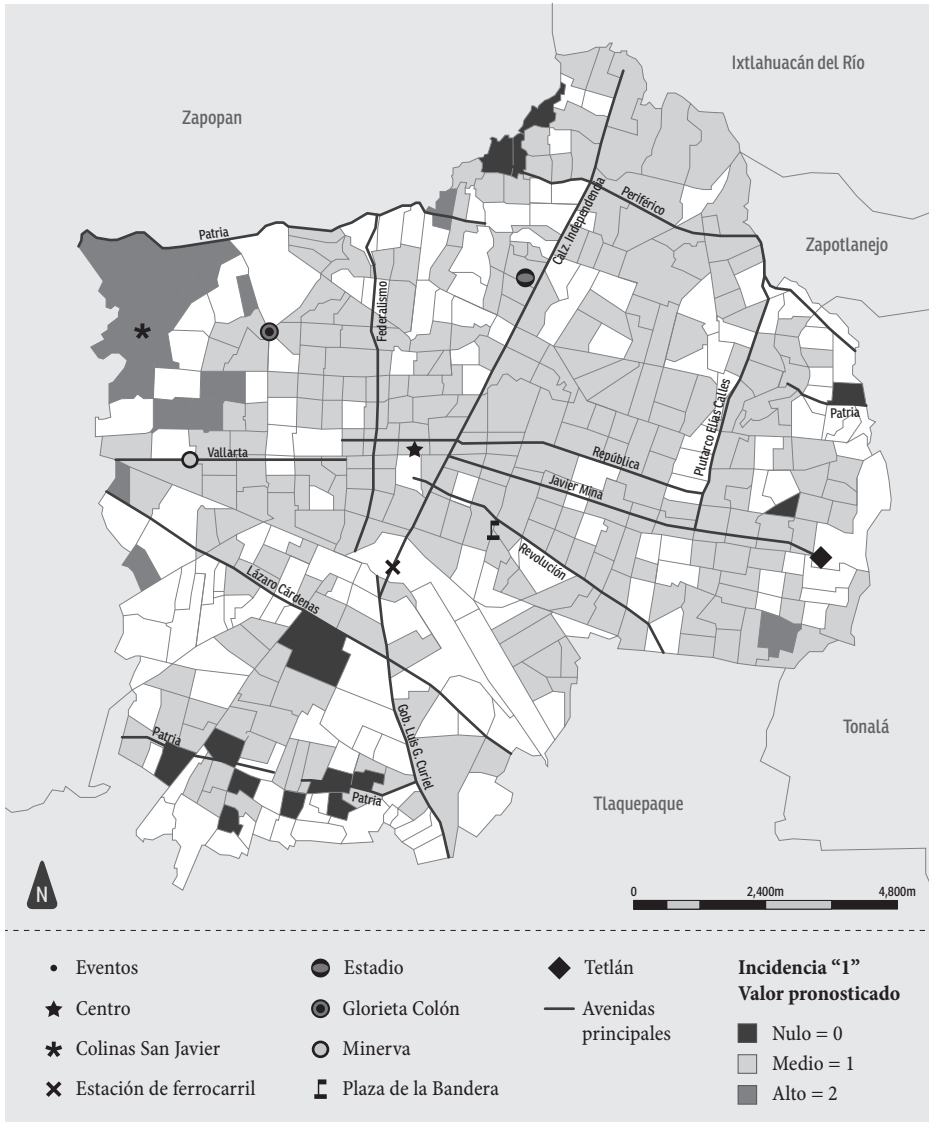 Ixtlahuacán del Río
Zapopan
Periférico
Calz. Independencia
Patria
Zapotlanejo
Federalismo
Plutarco Elías Calles
Patria
Vallarta
República
Javier Mina
Revolución
Lázaro Cárdenas
Gob. Luis G. Curiel
Patria
Tonalá
Patria
Tlaquepaque
N
0 2,400m 4,800m
Eventos
Centro
Colinas San Javier
Estación de ferrocarril
Estadio
Glorieta Colón
Minerva
Plaza de la Bandera
Tetlán
Avenidas
principales
Incidencia “1”
Valor pronosticado
Nulo = 0
Medio = 1
Alto = 2